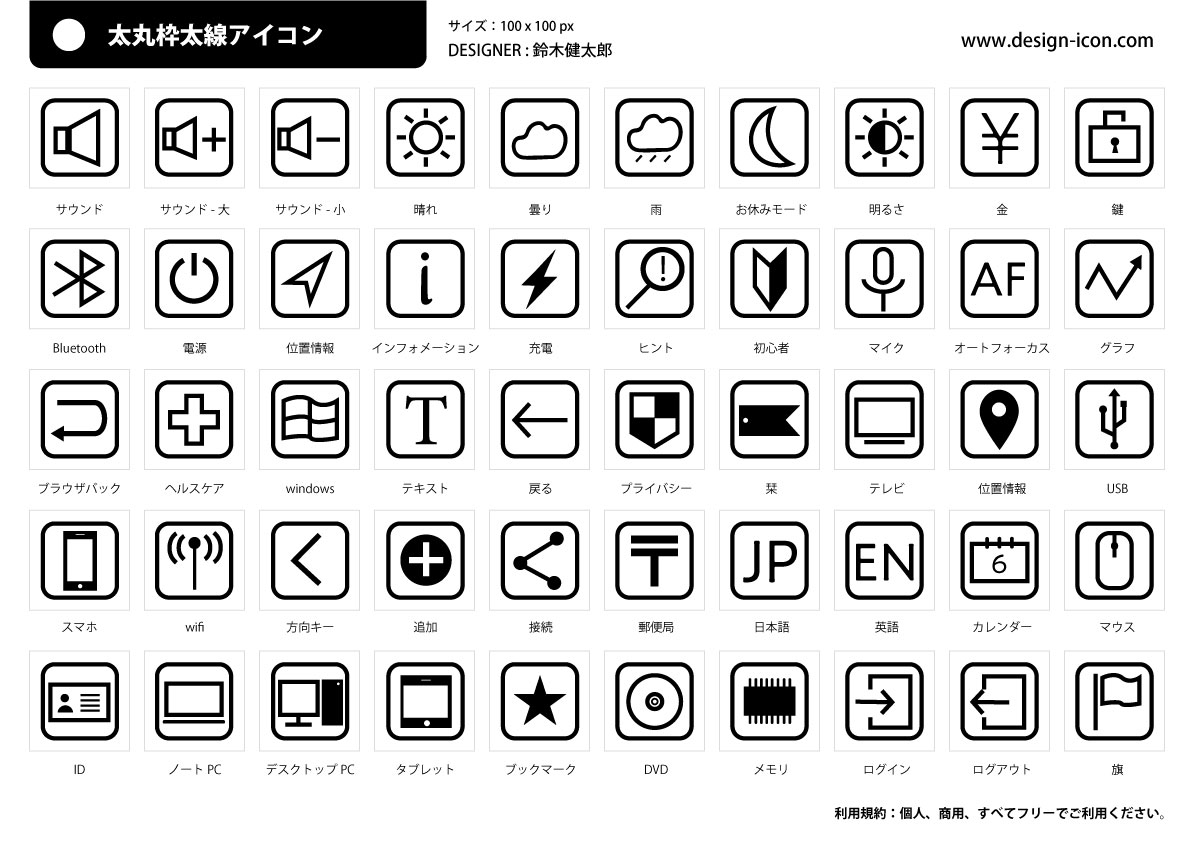 太丸枠太線アイコン
サイズ：100 x 100 px
DESIGNER : 鈴木健太郎
www.design-icon.com
サウンド サウンド - 大 サウンド - 小 晴れ 曇り 雨 お休みモード 明るさ 金 鍵
i ! AF
Bluetooth 電源 位置情報 インフォメーション 充電 ヒント 初心者 マイク オートフォーカス グラフ
T
ブラウザバック ヘルスケア windows テキスト 戻る プライバシー 栞 テレビ 位置情報 USB
〒 JP EN 6
スマホ wifi 方向キー 追加 接続 郵便局 日本語 英語 カレンダー マウス
ID ノート PC デスクトップ PC タブレット ブックマーク DVD メモリ ログイン ログアウト 旗
利用規約：個人、商用、すべてフリーでご利用ください。